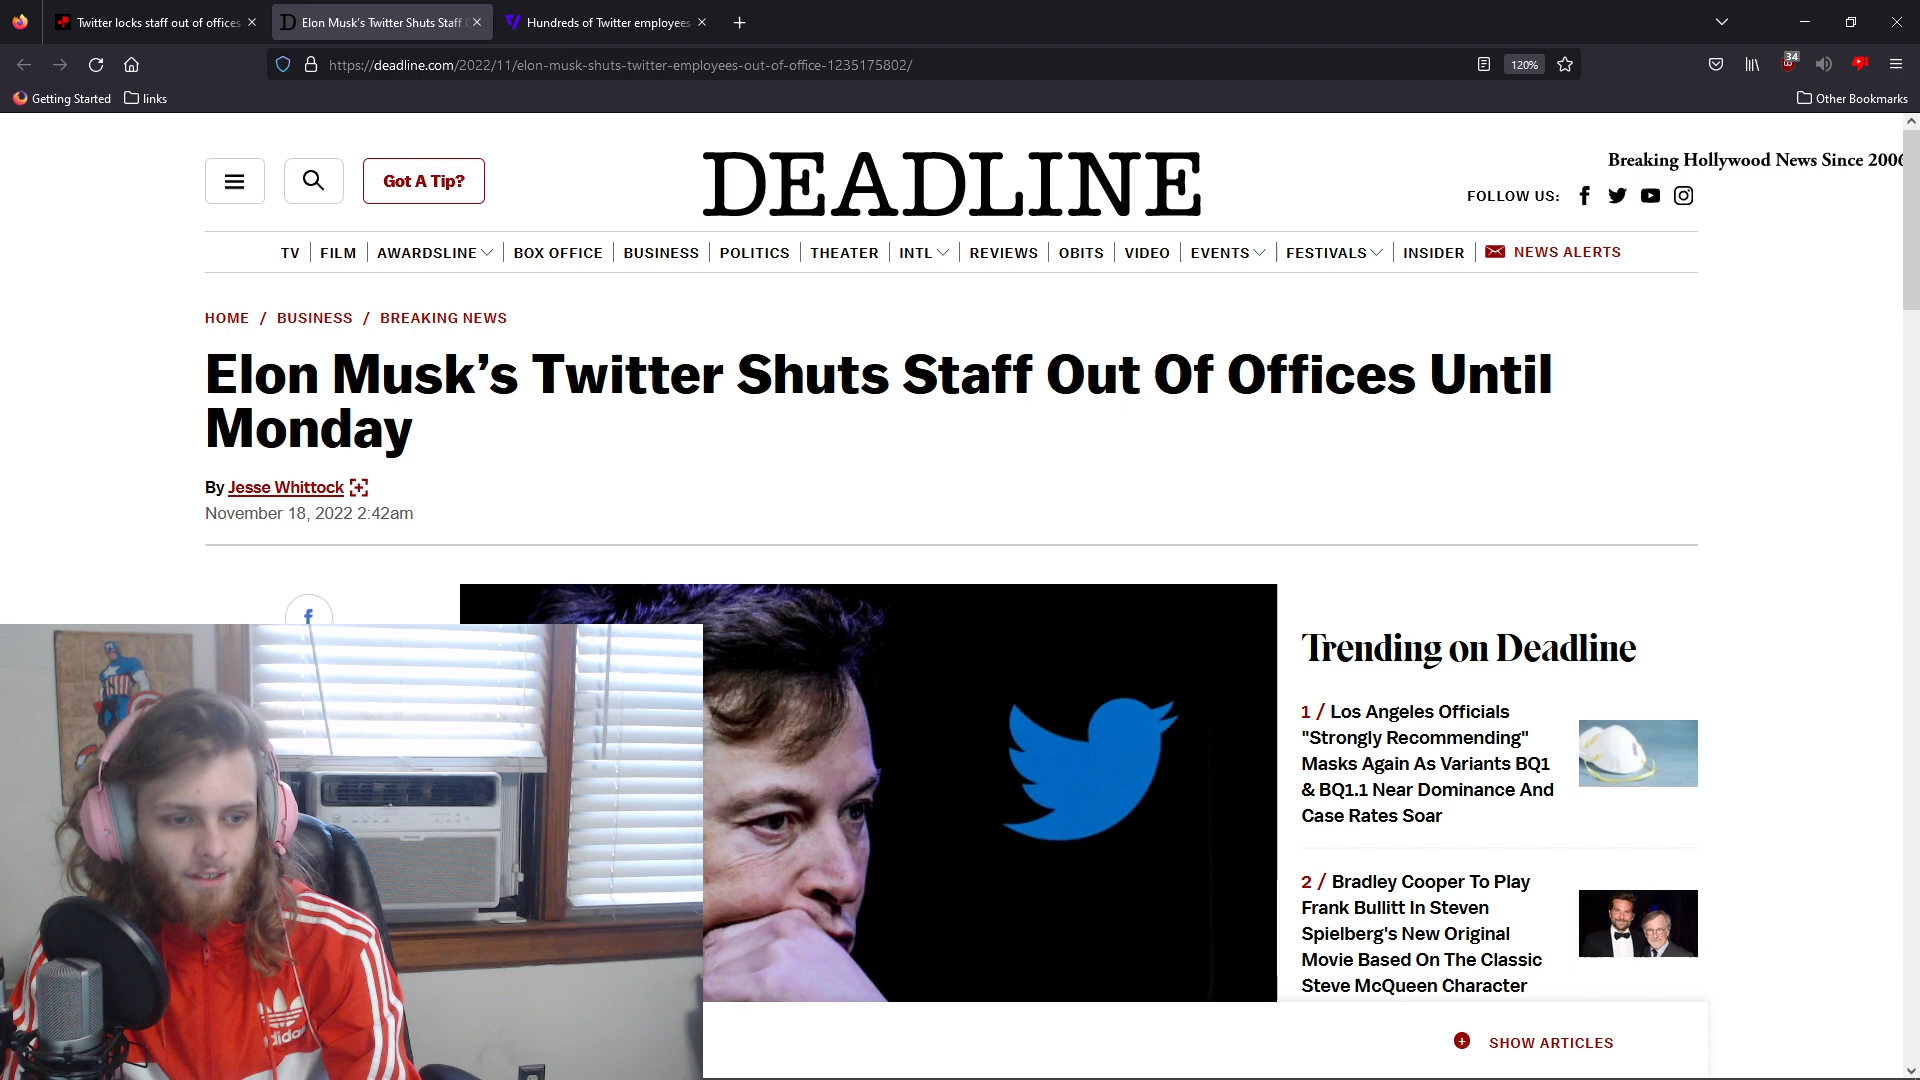 Twitter locks staff out of offices
Elon Musk's Twitter Shuts Staff O
Hundreds of Twitter employees
https://deadline.com/2022/11/elon-musk-shuts-twitter-employees-out-of-office-1235175802/
120%
34
Getting Started
links
Other Bookmarks
Got A Tip?
DEADLINE
Breaking Hollywood News Since 2006
FOLLOW US:
TV FILM AWARDSLINE BOX OFFICE BUSINESS POLITICS THEATER INTL REVIEWS OBITS VIDEO EVENTS FESTIVALS INSIDER NEWS ALERTS
HOME / BUSINESS / BREAKING NEWS
Elon Musk’s Twitter Shuts Staff Out Of Offices Until
Monday
By Jesse Whittock
November 18, 2022 2:42am
Trending on Deadline
1 / Los Angeles Officials
"Strongly Recommending"
Masks Again As Variants BQ1
& BQ1.1 Near Dominance And
Case Rates Soar
2 / Bradley Cooper To Play
Frank Bullitt In Steven
Spielberg's New Original
Movie Based On The Classic
Steve McQueen Character
SHOW ARTICLES
adidas